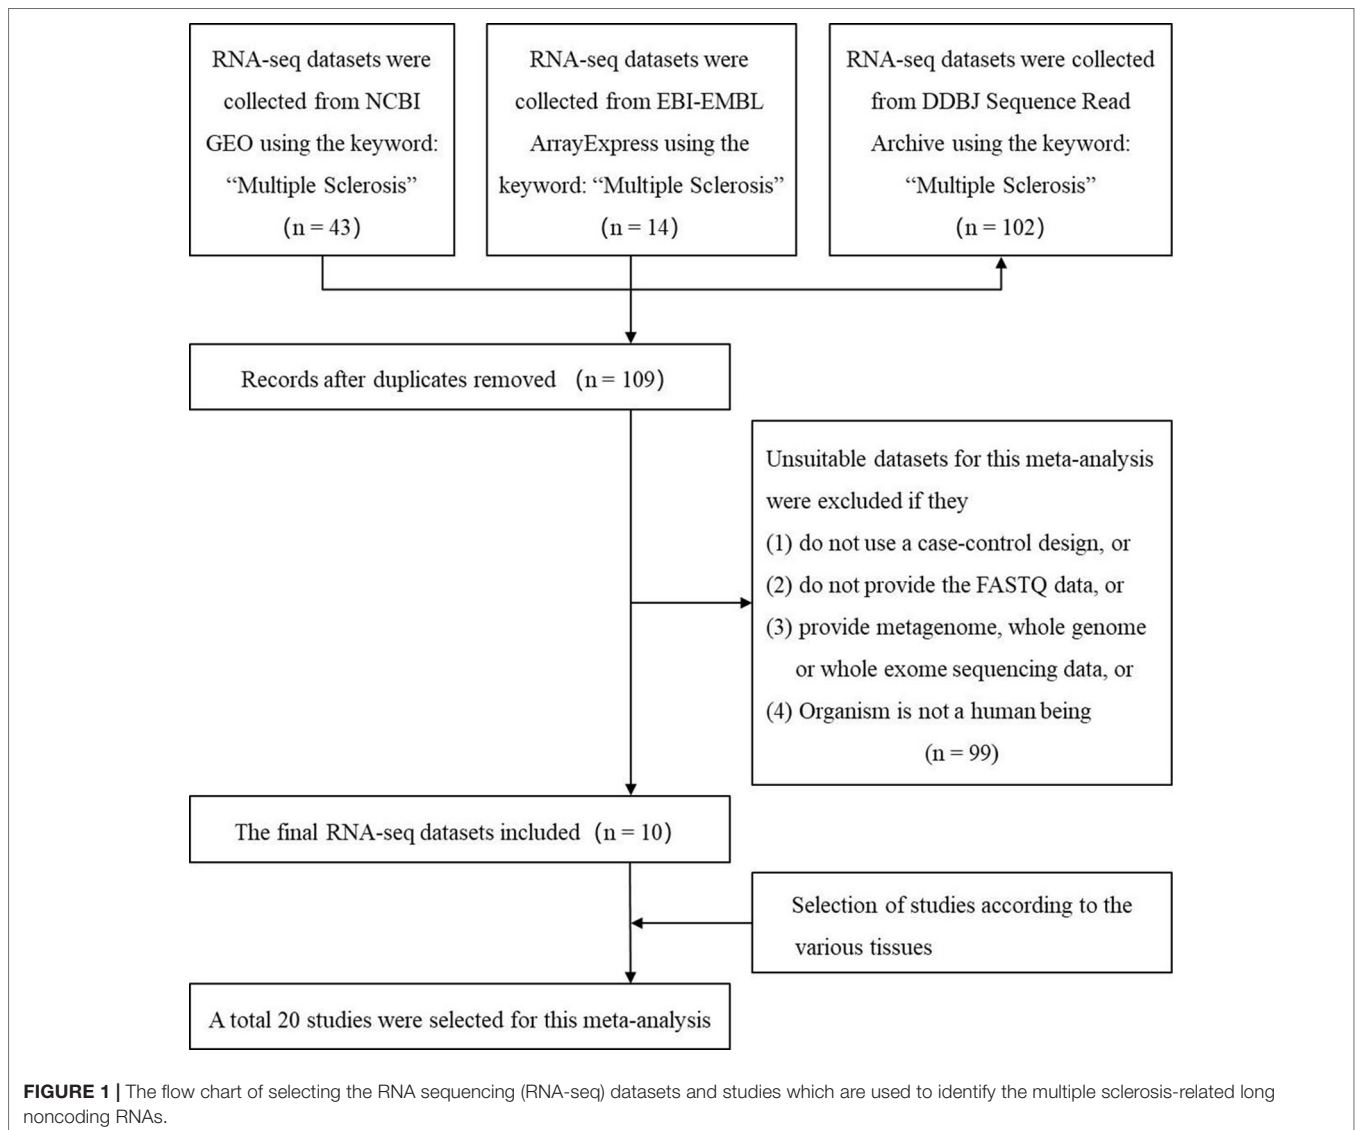 RNA-seq datasets were
collected from NCBI
GEO using the keyword:
“Multiple Sclerosis”
(n = 43)
RNA-seq datasets were
collected from EBI-EMBL
ArrayExpress using the
keyword: “Multiple Sclerosis”
(n = 14)
RNA-seq datasets were collected
from DDBJ Sequence Read
Archive using the keyword:
“Multiple Sclerosis”
(n = 102)
Records after duplicates removed (n = 109)
Unsuitable datasets for this meta-analysis
were excluded if they
(1) do not use a case-control design, or
(2) do not provide the FASTQ data, or
(3) provide metagenome, whole genome
or whole exome sequencing data, or
(4) Organism is not a human being
(n = 99)
The final RNA-seq datasets included (n = 10)
Selection of studies according to the
various tissues
A total 20 studies were selected for this meta-analysis
FIGURE 1 | The flow chart of selecting the RNA sequencing (RNA-seq) datasets and studies which are used to identify the multiple sclerosis-related long
noncoding RNAs.